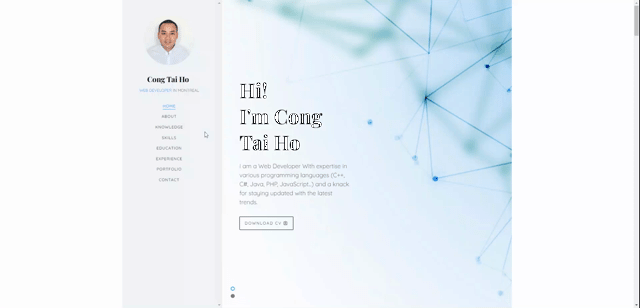 Cong Tai Ho
WEB DEVELOPER IN MONTREAL
HOME
ABOUT
KNOWLEDGE
SKILLS
EDUCATION
EXPERIENCE
PORTFOLIO
CONTACT
Hi!
I'm Cong
Tai Ho
I am a Web Developer With expertise in
various programming languages (C++,
C#, Java, PHP, JavaScript,.) and a knack
for staying updated with the latest
trends.
DOWNLOAD CV